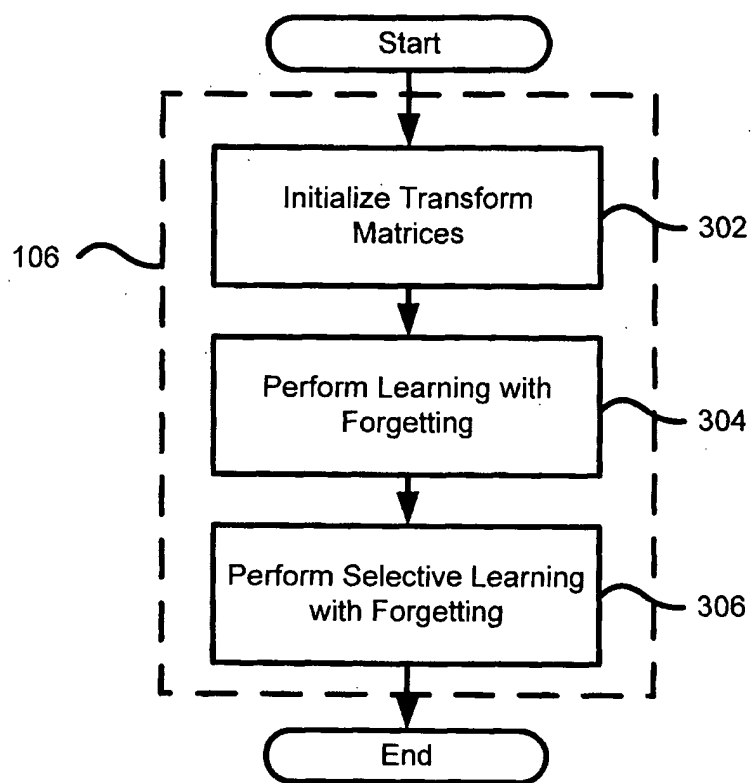 Start
Initialize Transform
Matrices
302
106
Perform Learning with
Forgetting
304
Perform Selective Learning
with Forgetting
306
End